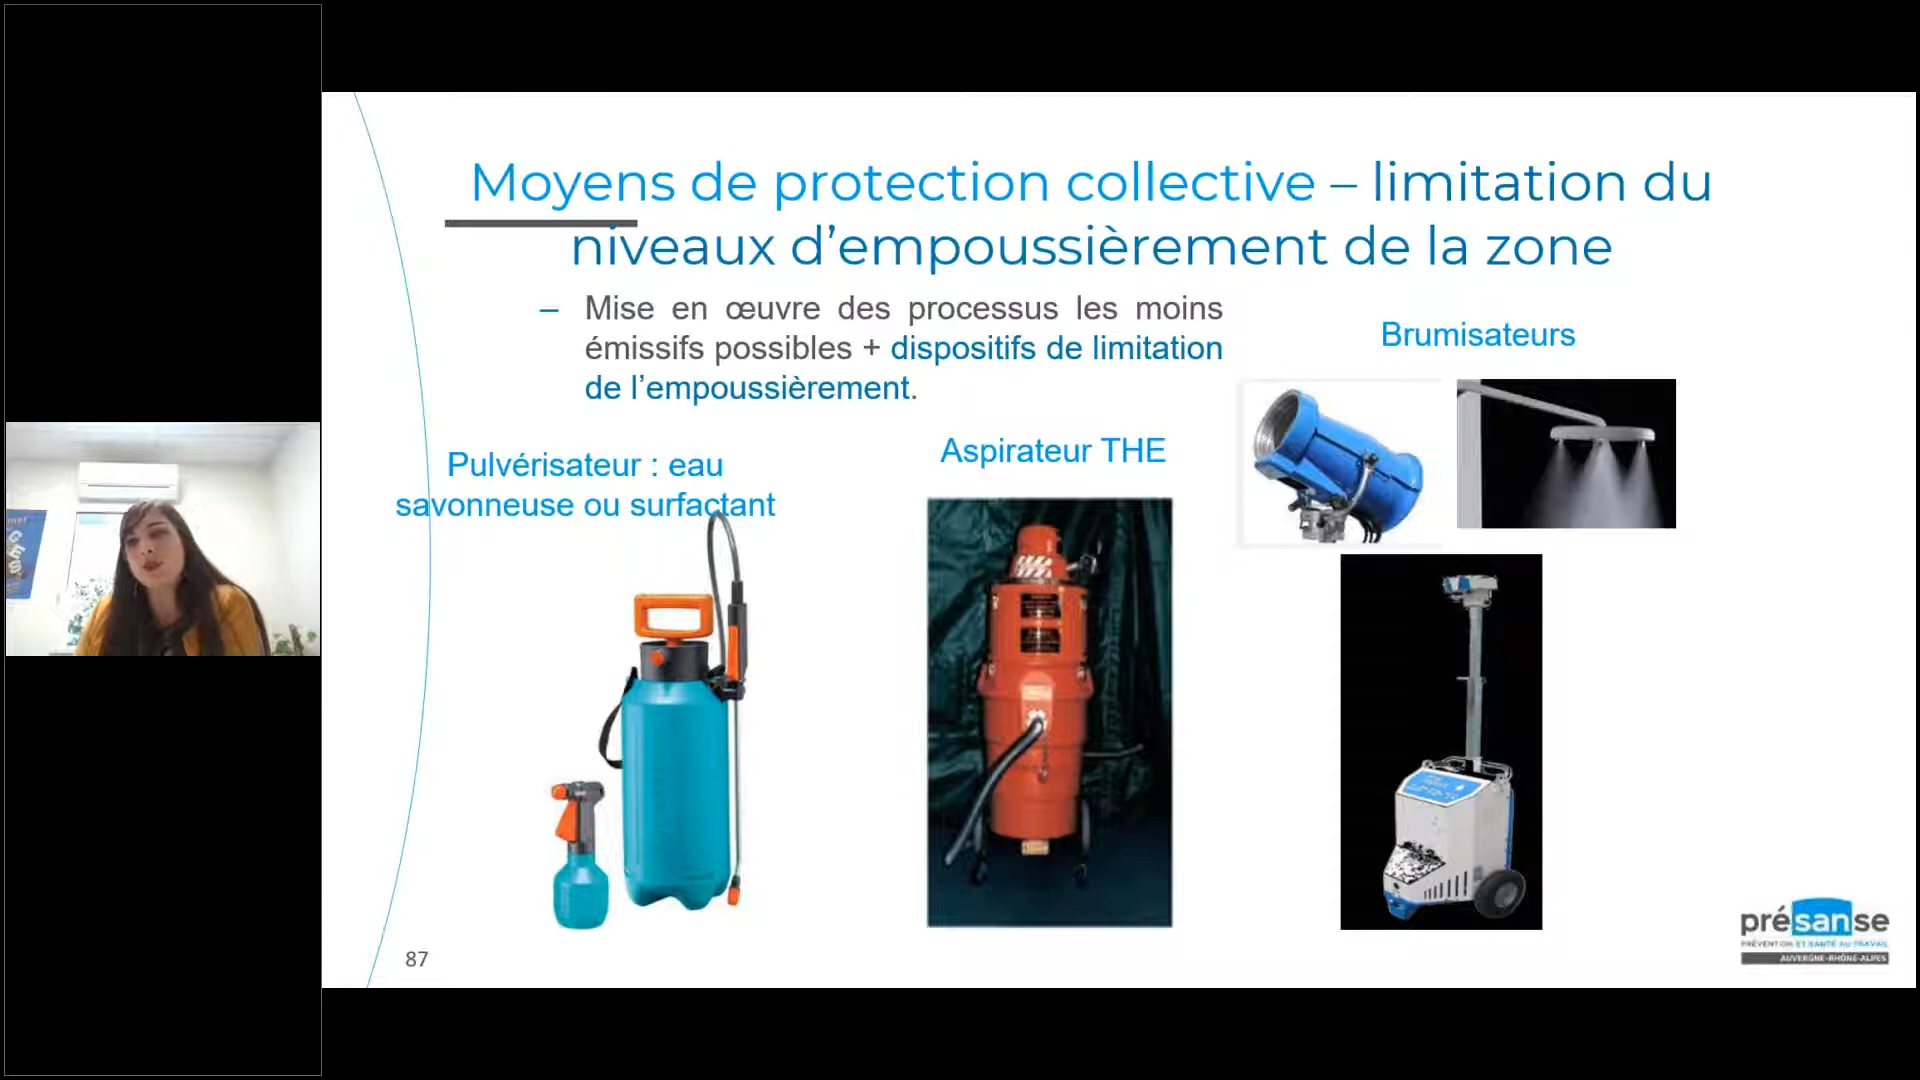 Moyens de protection collective – limitation du
niveaux d’empoussièrement de la zone
– Mise en œuvre des processus les moins
émissifs possibles + dispositifs de limitation
de l’empoussièrement.
Brumisateurs
Pulvérisateur : eau
savonneuse ou surfactant
Aspirateur THE
87
présanse
PRÉVENTION ET SANTÉ AU TRAVAIL
AUVERGNE-RHÔNE-ALPES